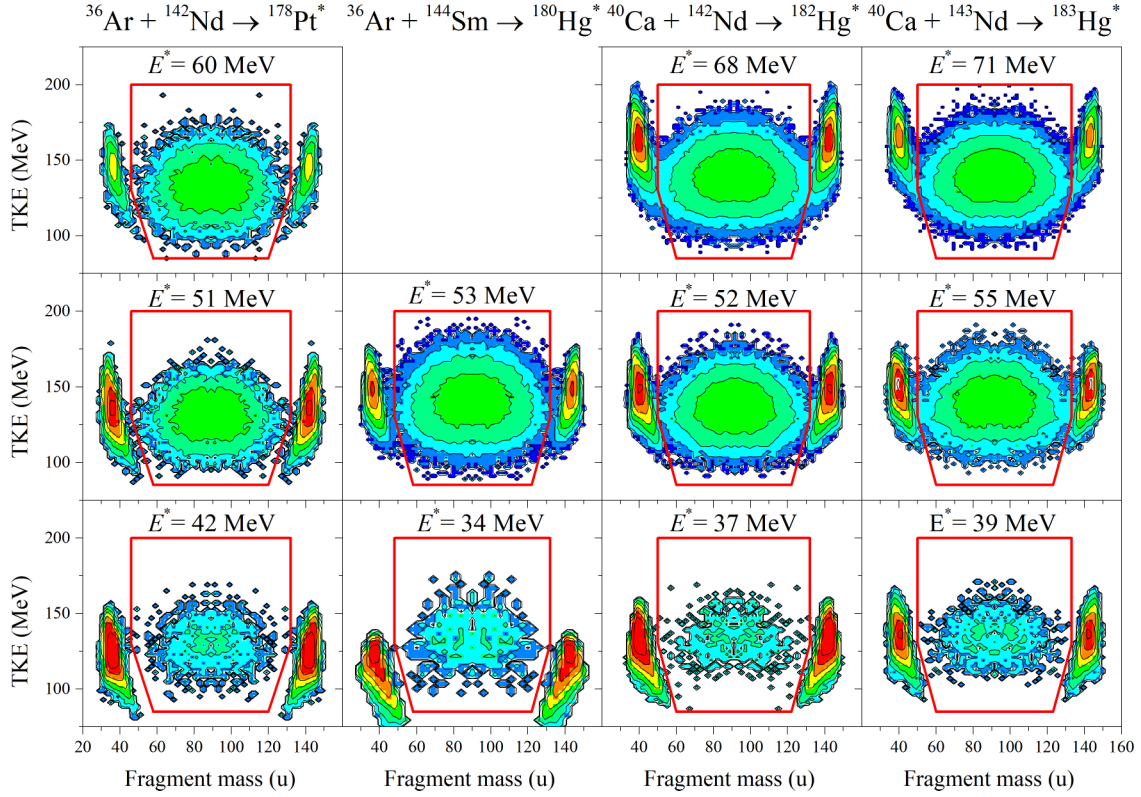 ³⁶Ar + ¹⁴²Nd → ¹⁷⁸Pt* ³⁶Ar + ¹⁴⁴Sm → ¹⁸⁰Hg* ⁴⁰Ca + ¹⁴²Nd → ¹⁸²Hg* ⁴⁰Ca + ¹⁴³Nd → ¹⁸³Hg*
E* = 60 MeV E* = 68 MeV E* = 71 MeV
TKE (MeV)
200
150
100
E* = 51 MeV E* = 53 MeV E* = 52 MeV E* = 55 MeV
TKE (MeV)
200
150
100
E* = 42 MeV E* = 34 MeV E* = 37 MeV E* = 39 MeV
TKE (MeV)
200
150
100
20 40 60 80 100 120 140 40 60 80 100 120 140 40 60 80 100 120 140 40 60 80 100 120 140 160
Fragment mass (u) Fragment mass (u) Fragment mass (u) Fragment mass (u)